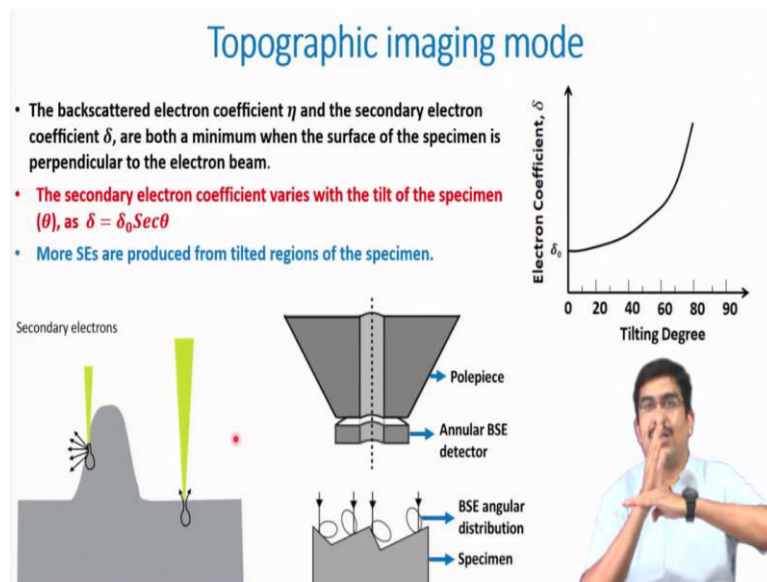 Topographic imaging mode
• The backscattered electron coefficient η and the secondary electron
coefficient δ, are both a minimum when the surface of the specimen is
perpendicular to the electron beam.
• The secondary electron coefficient varies with the tilt of the specimen
(θ), as δ = δ₀Secθ
• More SEs are produced from tilted regions of the specimen.
Electron Coefficient, δ
δ₀
0 20 40 60 80 90
Tilting Degree
Secondary electrons
Polepiece
Annular BSE
detector
BSE angular
distribution
Specimen